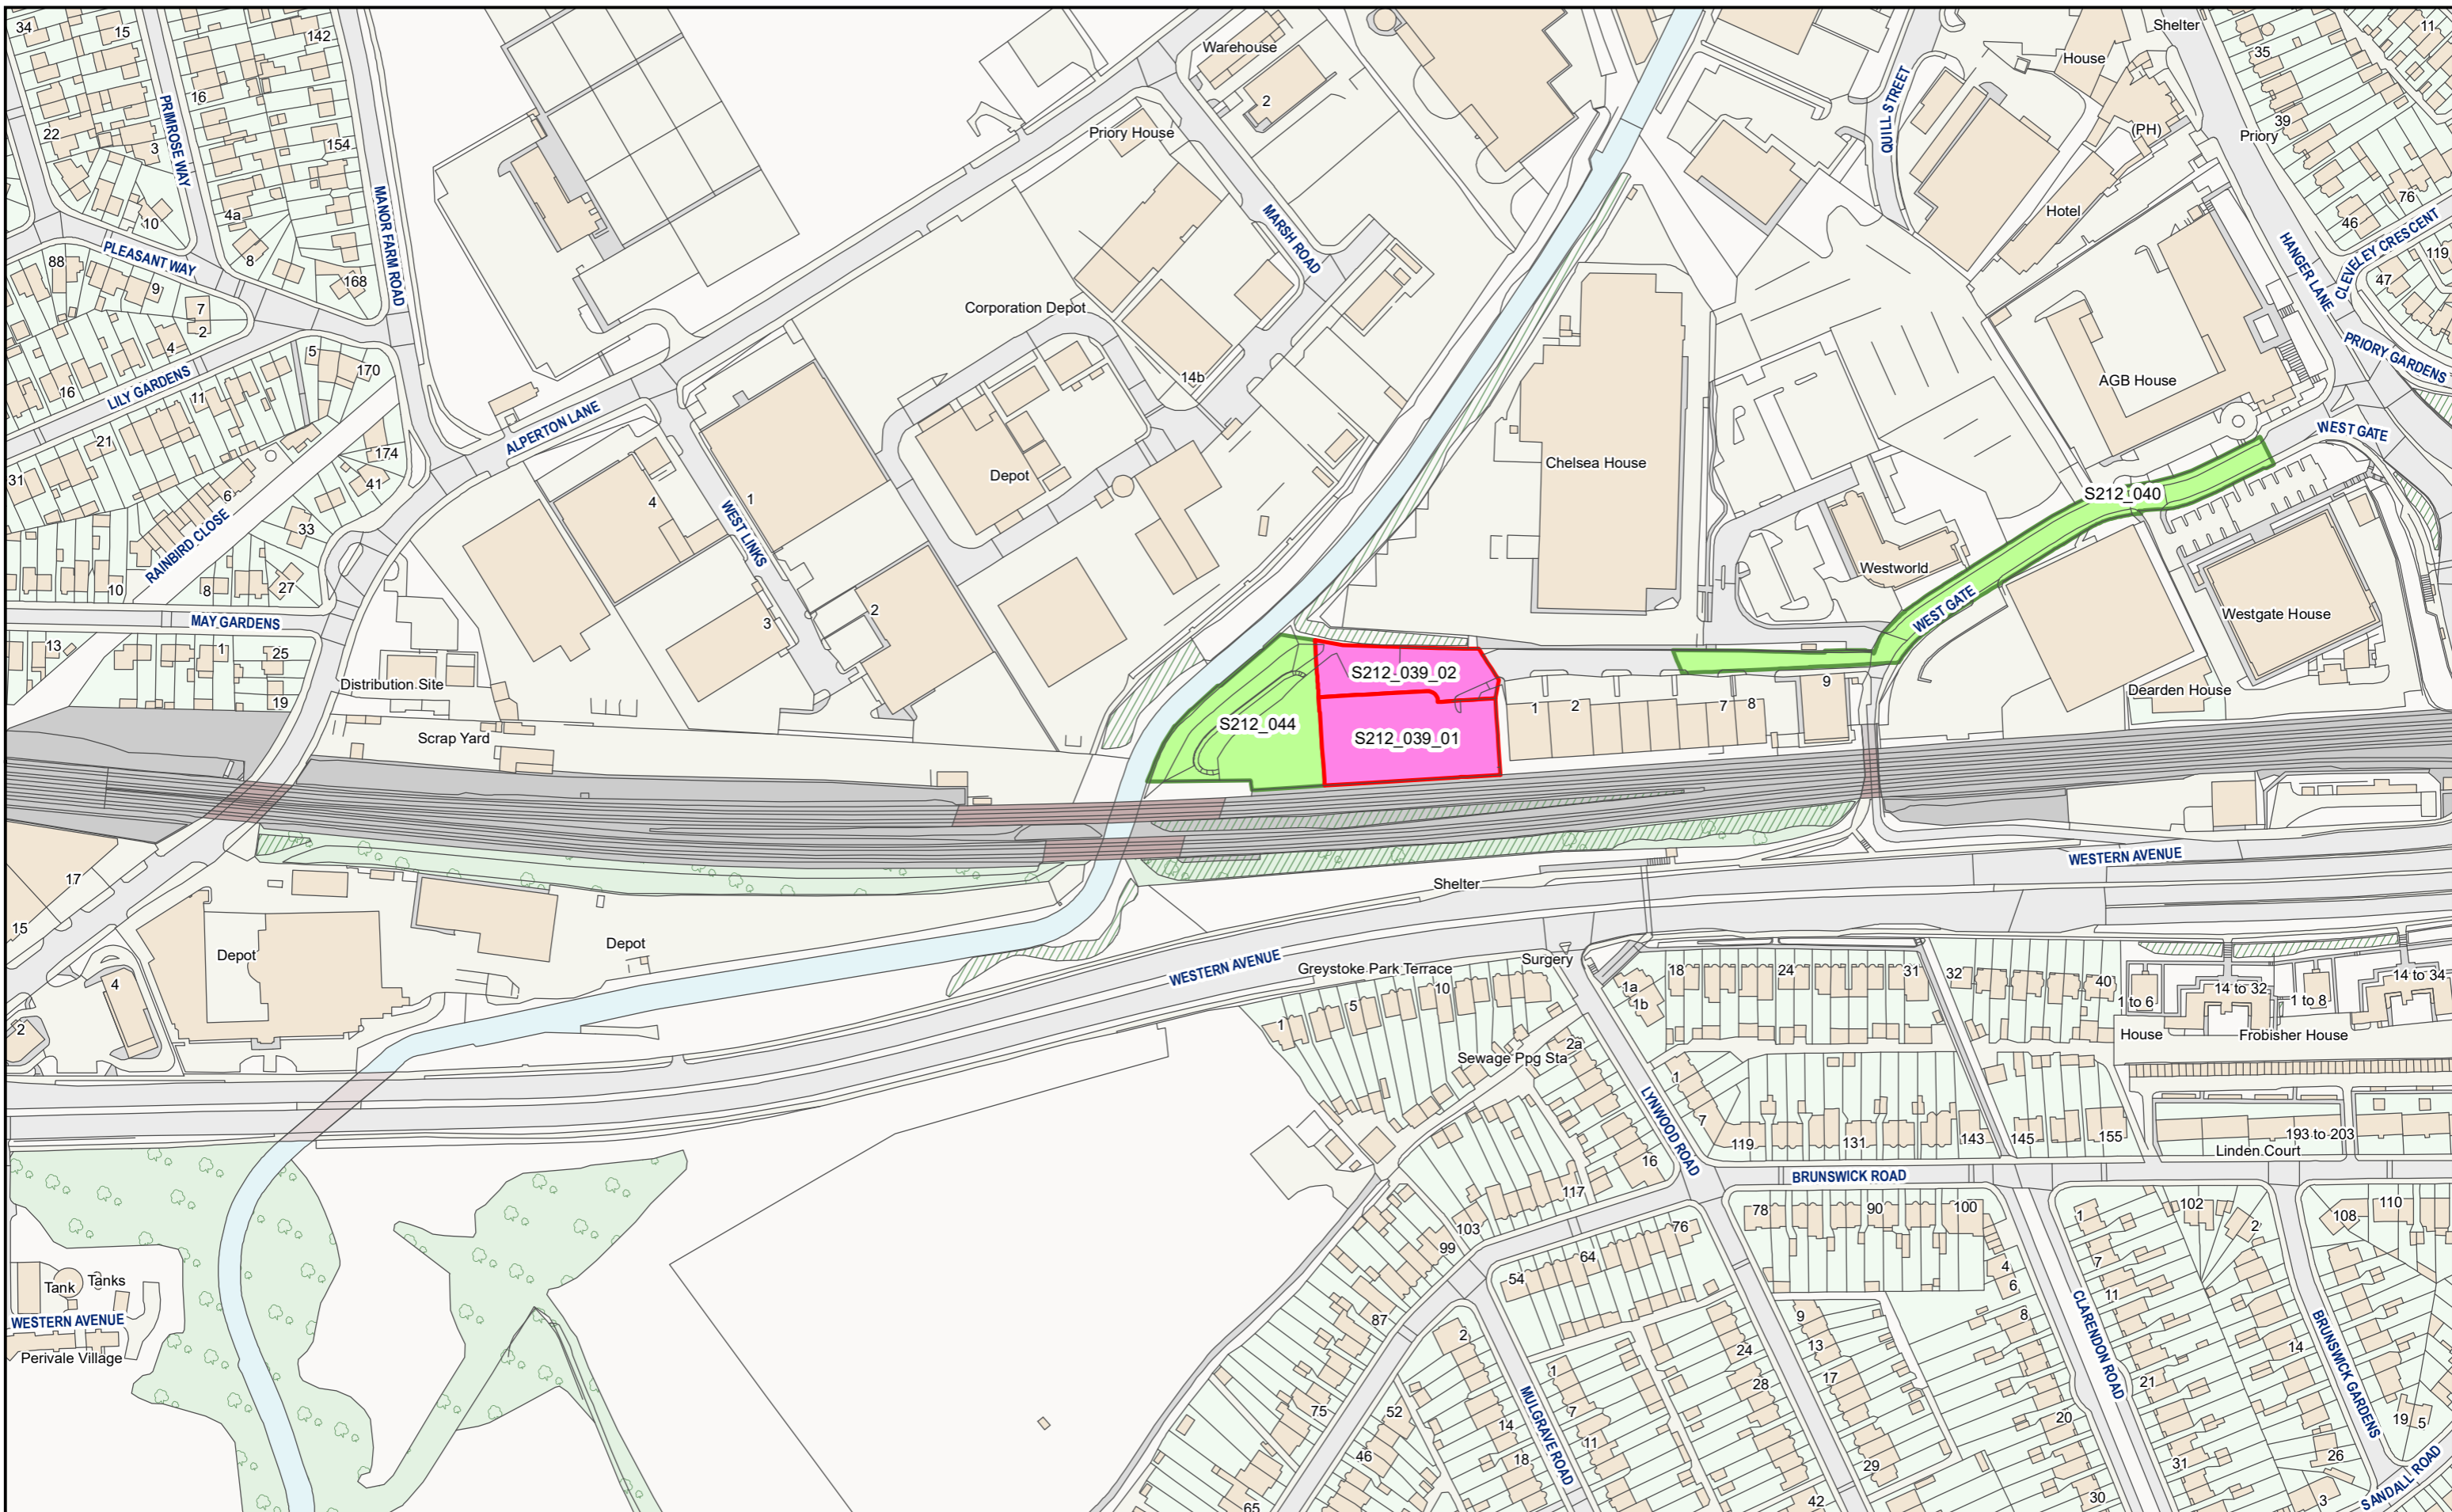 34
15
142
Warehouse
Shelter
11
35
House
16
PRIMROSE WAY
2
QUILL STREET
39
22
3
154
Priory House
(PH)
Priory
4a
10
MANOR FARM ROAD
MARSH ROAD
Hotel
46
76
CLEVELEY CRESCENT
PLEASANT WAY
8
88
9
168
HANGER LANE
119
47
7
2
Corporation Depot
4
5
170
PRIORY GARDENS
16
LILY GARDENS
11
14b
AGB House
21
ALPERTON LANE
WEST GATE
174
31
41
6
4
1
Depot
Chelsea House
S212_040
RAINBIRD CLOSE
33
WEST LINKS
Westworld
10
8
27
2
WEST GATE
Westgate House
MAY GARDENS
3
13
1
25
Distribution Site
19
S212_039_02
9
Dearden House
Scrap Yard
S212_044
S212_039_01
1
2
7
8
17
Shelter
WESTERN AVENUE
15
Depot
Depot
WESTERN AVENUE
Greystoke Park Terrace
Surgery
4
1
5
10
1a
1b
18
24
31
32
40
1 to 6
14 to 32
1 to 8
14 to 34
2
Sewage Ppg Sta
2a
House
Frobisher House
1
7
LYNWOOD ROAD
119
131
143
145
155
193 to 203
Linden Court
16
BRUNSWICK ROAD
117
103
99
76
78
90
100
1
102
2
108
110
64
54
4
6
7
Tank
Tanks
WESTERN AVENUE
Perivale Village
87
2
9
13
8
11
CLARENDON ROAD
BRUNSWICK GARDENS
24
14
1
17
28
21
75
52
7
MULGRAVE ROAD
14
11
20
19
5
46
18
29
31
26
SANDALL ROAD
65
42
30
3